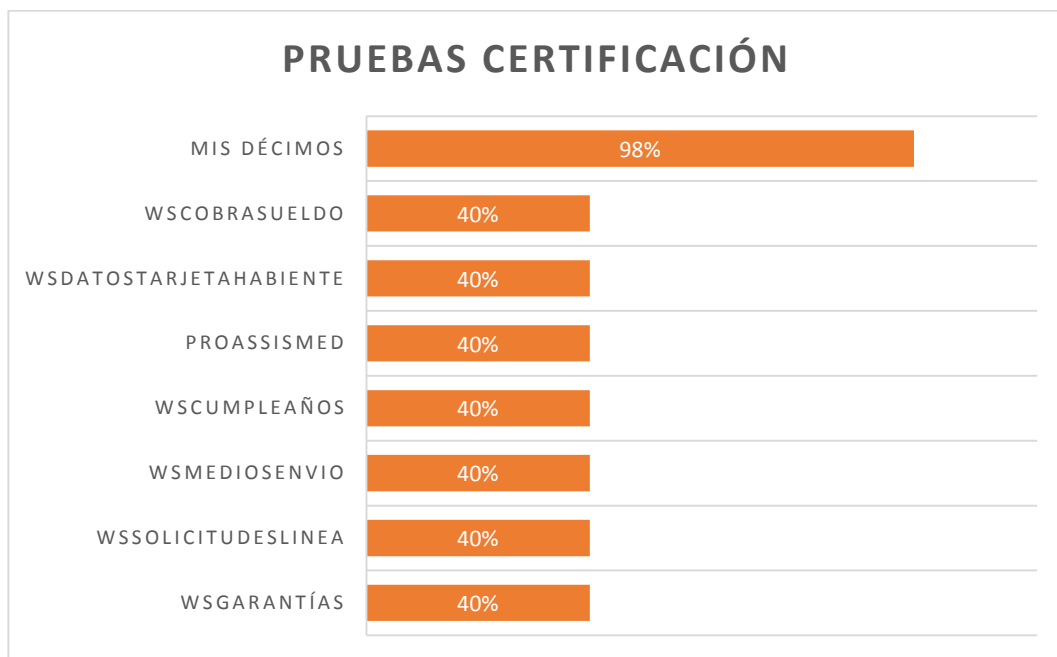 PRUEBAS CERTIFICACIÓN
MIS DÉCIMOS 98%
WSCOBRASUELDO 40%
WSDATOSTARJETAHABIENTE 40%
PROASSISMED 40%
WSCUMPLEAÑOS 40%
WSMEDIOSENVIO 40%
WSSOLICITUDESLINEA 40%
WSGARANTÍAS 40%